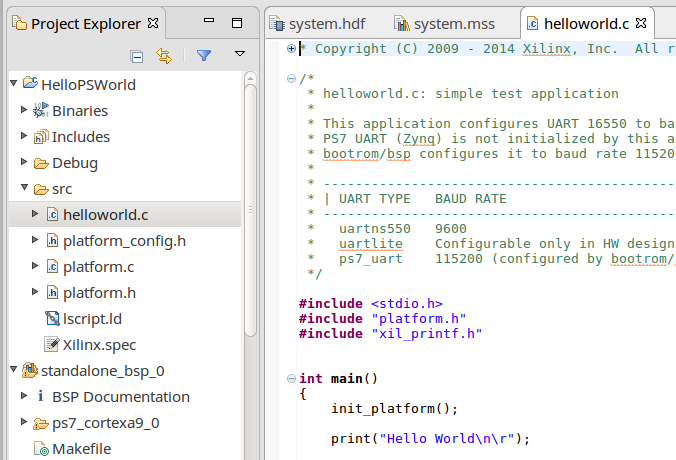 Project Explorer
HelloPSWorld
Binaries
Includes
Debug
src
helloworld.c
platform_config.h
platform.c
platform.h
lscript.ld
Xilinx.spec
standalone_bsp_0
BSP Documentation
ps7_cortexa9_0
Makefile
system.hdf
system.mss
helloworld.c
* Copyright (C) 2009 - 2014 Xilinx, Inc.  All r
/*
 * helloworld.c: simple test application
 *
 * This application configures UART 16550 to ba
 * PS7 UART (Zynq) is not initialized by this a
 * bootrom/bsp configures it to baud rate 11520
 *
 * ------------------------------------------------
 * | UART TYPE   BAUD RATE
 * ------------------------------------------------
 *   uartns550   9600
 *   uartlite    Configurable only in HW design
 *   ps7_uart    115200 (configured by bootrom/
 */
#include <stdio.h>
#include "platform.h"
#include "xil_printf.h"
int main()
{
    init_platform();
    print("Hello World\n\r");